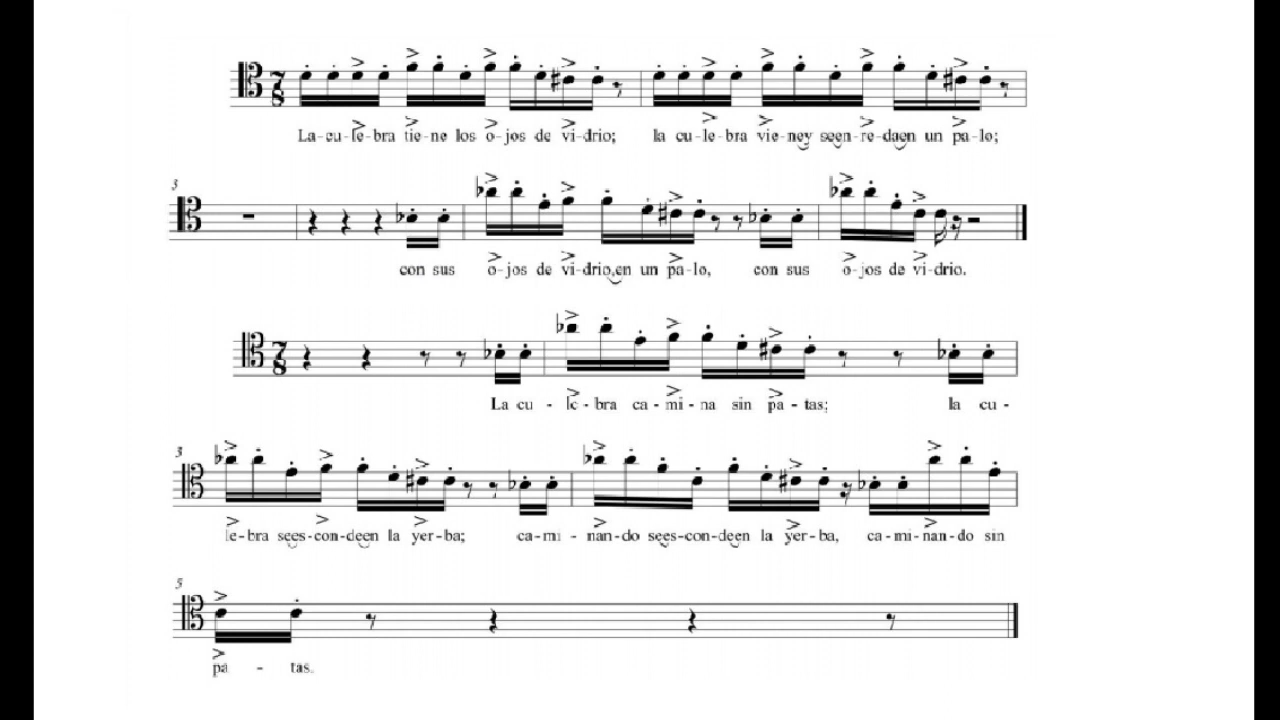 7
8
La-cu-le-bra tie-ne los o-jos de vi-drio; la cu-le-bra vie-ney seen-re-daen un pa-lo;
3
con sus o-jos de vi-drio,en un pa-lo, con sus o-jos de vi-drio.
7
8
La cu - le-bra ca-mi-na sin pa-tas; la cu-
3
le-bra sees-con-deen la yer-ba; ca-mi-nan-do sees-con-deen la yer-ba, ca-mi-nan-do sin
5
pa - tas.